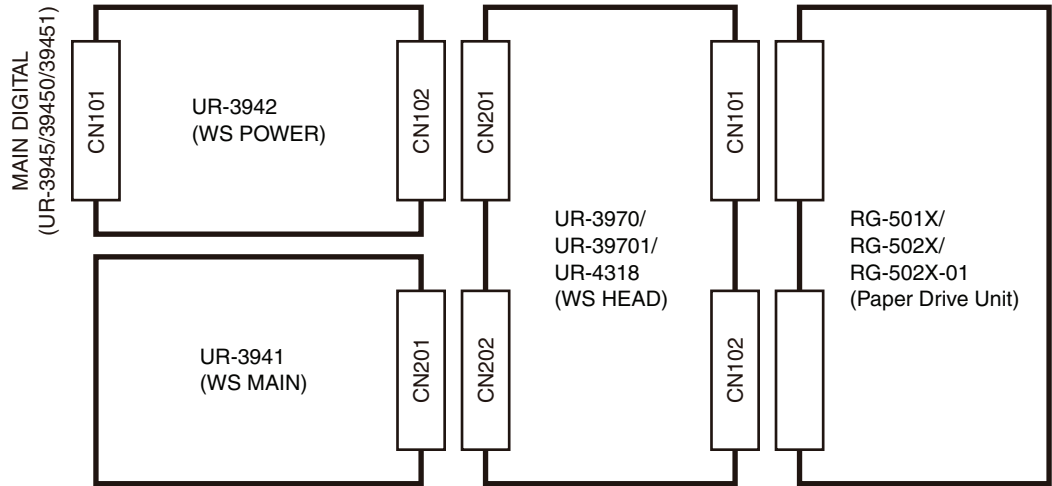 MAIN DIGITAL
(UR-3945/39450/39451)
CN101
UR-3942
(WS POWER)
CN102
CN201
CN101
UR-3970/
UR-39701/
UR-4318
(WS HEAD)
RG-501X/
RG-502X/
RG-502X-01
(Paper Drive Unit)
UR-3941
(WS MAIN)
CN201
CN202
CN102